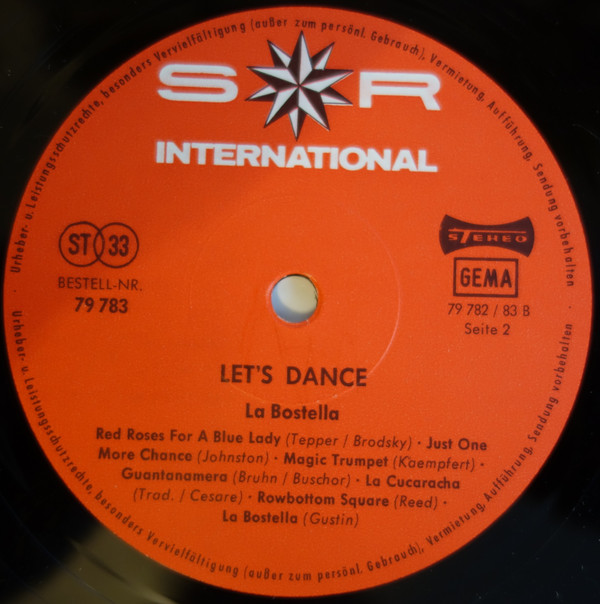 Urheber- u. Leistungsschutzrechte, besonders Vervielfältigung (außer zum persönl. Gebrauch), Vermietung, Aufführung, Sendung vorbehalten ·
S R
INTERNATIONAL
ST 33
STEREO
BESTELL-NR.
GEMA
79 783
79 782 / 83 B
Seite 2
LET'S DANCE
La Bostella
Red Roses For A Blue Lady (Tepper / Brodsky) · Just One
More Chance (Johnston) · Magic Trumpet (Kaempfert) ·
Guantanamera (Bruhn / Buschor) · La Cucaracha
(Trad. / Cesare) · Rowbottom Square (Reed) ·
La Bostella (Gustin)
Urheber- u. Leistungsschutzrechte, besonders Vervielfältigung (außer zum persönl. Gebrauch), Vermietung, Aufführung, Sendung vorbehalten ·